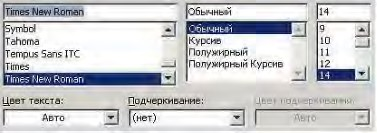 Times New Roman Обычный 14
Symbol Обычный 9
Tahoma Курсив 10
Tempus Sans ITC Полужирный 11
Times Полужирный Курсив 12
Times New Roman 14
Цвет текста: Подчеркивание: Цвет подчеркивания:
Авто (нет) Авто